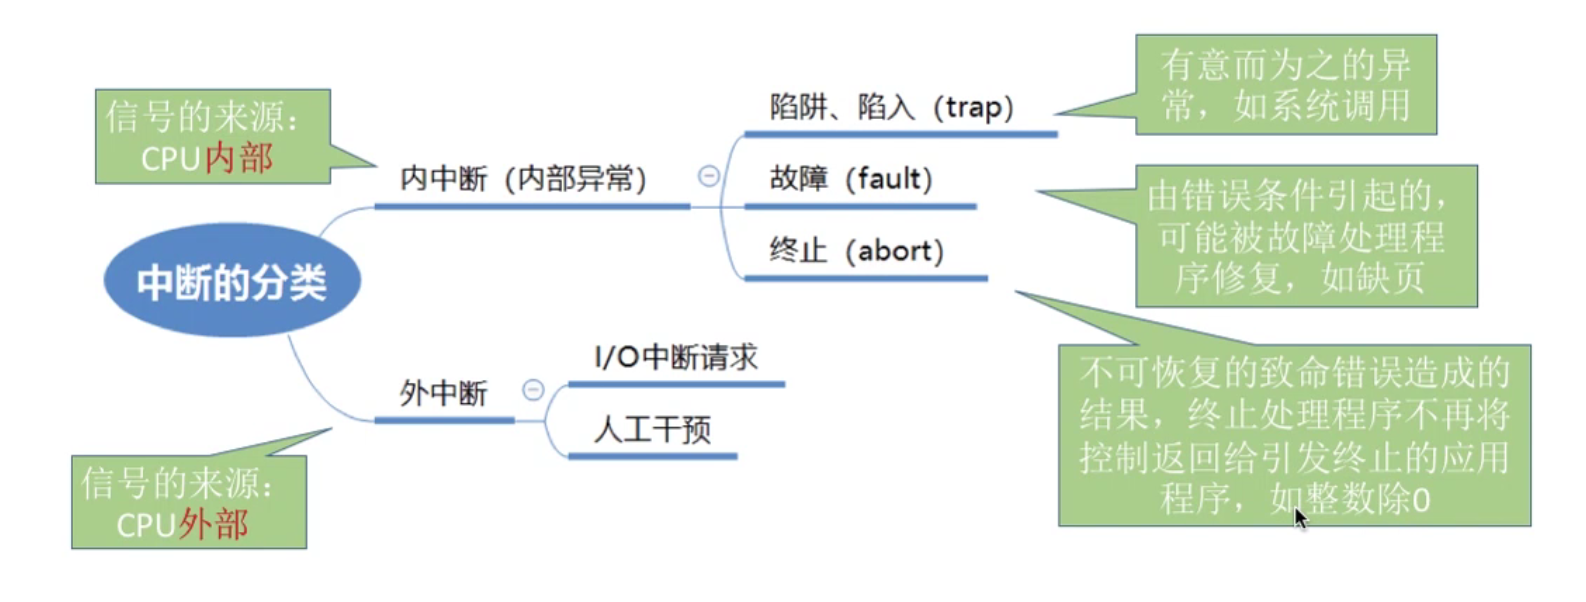 中断的分类
信号的来源：
CPU内部
内中断（内部异常）
陷阱、陷入（trap）
有意而为之的异
常，如系统调用
故障（fault）
由错误条件引起的，
可能被故障处理程
序修复，如缺页
终止（abort）
不可恢复的致命错误造成的
结果，终止处理程序不再将
控制返回给引发终止的应用
程序，如整数除0
信号的来源：
CPU外部
外中断
I/O中断请求
人工干预